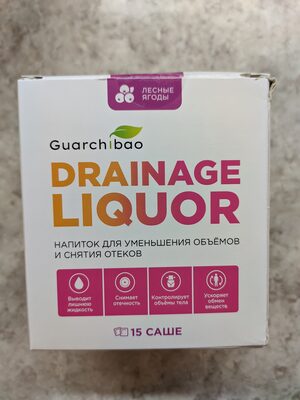 ЛЕСНЫЕ
ЯГОДЫ
Guarchibao
DRAINAGE
LIQUOR
НАПИТОК ДЛЯ УМЕНЬШЕНИЯ ОБЪЁМОВ
И СНЯТИЯ ОТЕКОВ
Выводит
лишнюю
жидкость
Снимает
отечность
Контролирует
объёмы тела
Ускоряет
обмен
веществ
15 САШЕ